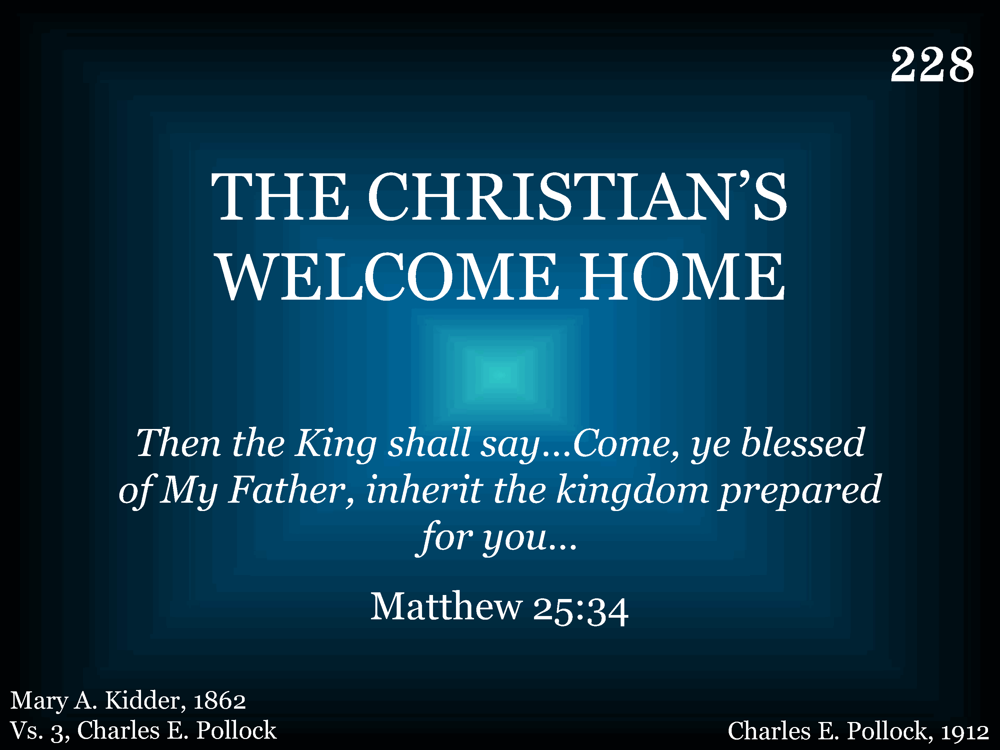 228
THE CHRISTIAN’S
WELCOME HOME
Then the King shall say…Come, ye blessed
of My Father, inherit the kingdom prepared
for you…
Matthew 25:34
Mary A. Kidder, 1862
Vs. 3, Charles E. Pollock
Charles E. Pollock, 1912